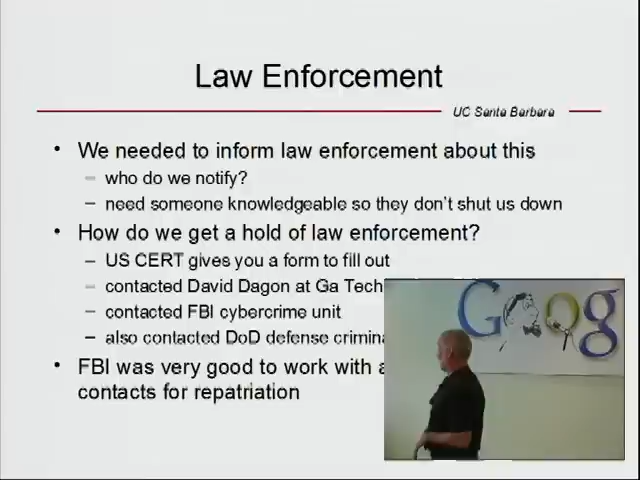 Law Enforcement
UC Santa Barbara
• We needed to inform law enforcement about this
– who do we notify?
– need someone knowledgeable so they don't shut us down
• How do we get a hold of law enforcement?
– US CERT gives you a form to fill out
– contacted David Dagon at Ga Tech
– contacted FBI cybercrime unit
– also contacted DoD defense
• FBI was very good to work with
contacts for repatriation
Goog